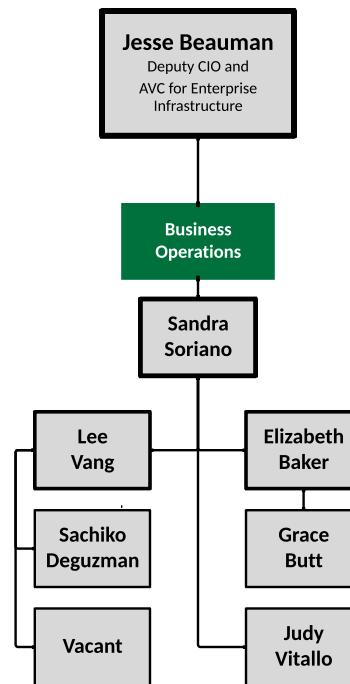 Jesse Beauman
Deputy CIO and
AVC for Enterprise
Infrastructure
Business
Operations
Sandra
Soriano
Lee
Vang
Elizabeth
Baker
Sachiko
Deguzman
Grace
Butt
Vacant
Judy
Vitallo